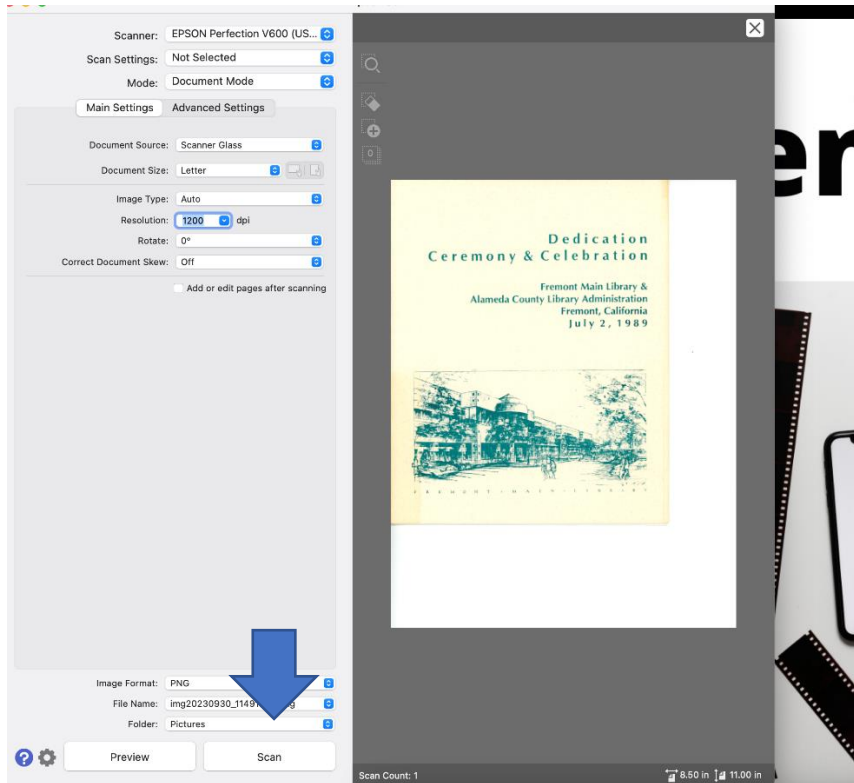 Scanner: EPSON Perfection V600 (US...
Scan Settings: Not Selected
Mode: Document Mode
Main Settings Advanced Settings
Document Source: Scanner Glass
Document Size: Letter
Image Type: Auto
Resolution: 1200 dpi
Rotate: 0°
Correct Document Skew: Off
Add or edit pages after scanning
Image Format: PNG
File Name: img20230930_1149
Folder: Pictures
Preview Scan
Dedication
Ceremony & Celebration
Fremont Main Library &
Alameda County Library Administration
Fremont, California
July 2, 1989
FREMONT · MAIN · LIBRARY
Scan Count: 1 8.50 in 11.00 in
er